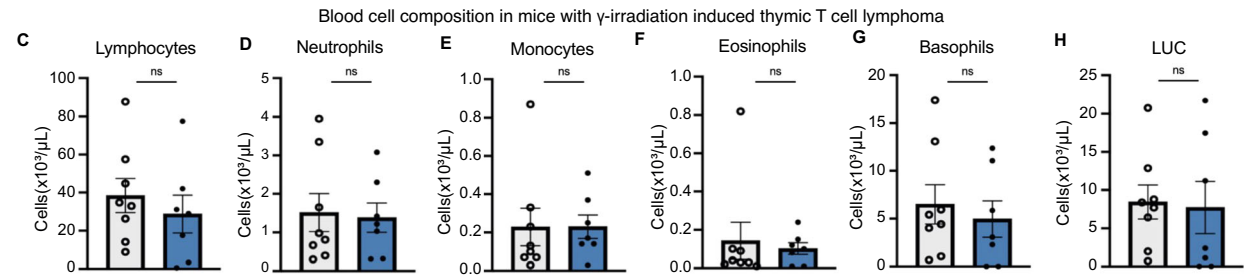 Blood cell composition in mice with γ-irradiation induced thymic T cell lymphoma
C
Lymphocytes
ns
Cells(x10³/µL)
100
80
60
40
20
0
D
Neutrophils
ns
Cells(x10³/µL)
5
4
3
2
1
0
E
Monocytes
ns
Cells(x10³/µL)
1.0
0.8
0.6
0.4
0.2
0.0
F
Eosinophils
ns
Cells(x10³/µL)
1.0
0.8
0.6
0.4
0.2
0.0
G
Basophils
ns
Cells(x10³/µL)
20
15
10
5
0
H
LUC
ns
Cells(x10³/µL)
25
20
15
10
5
0